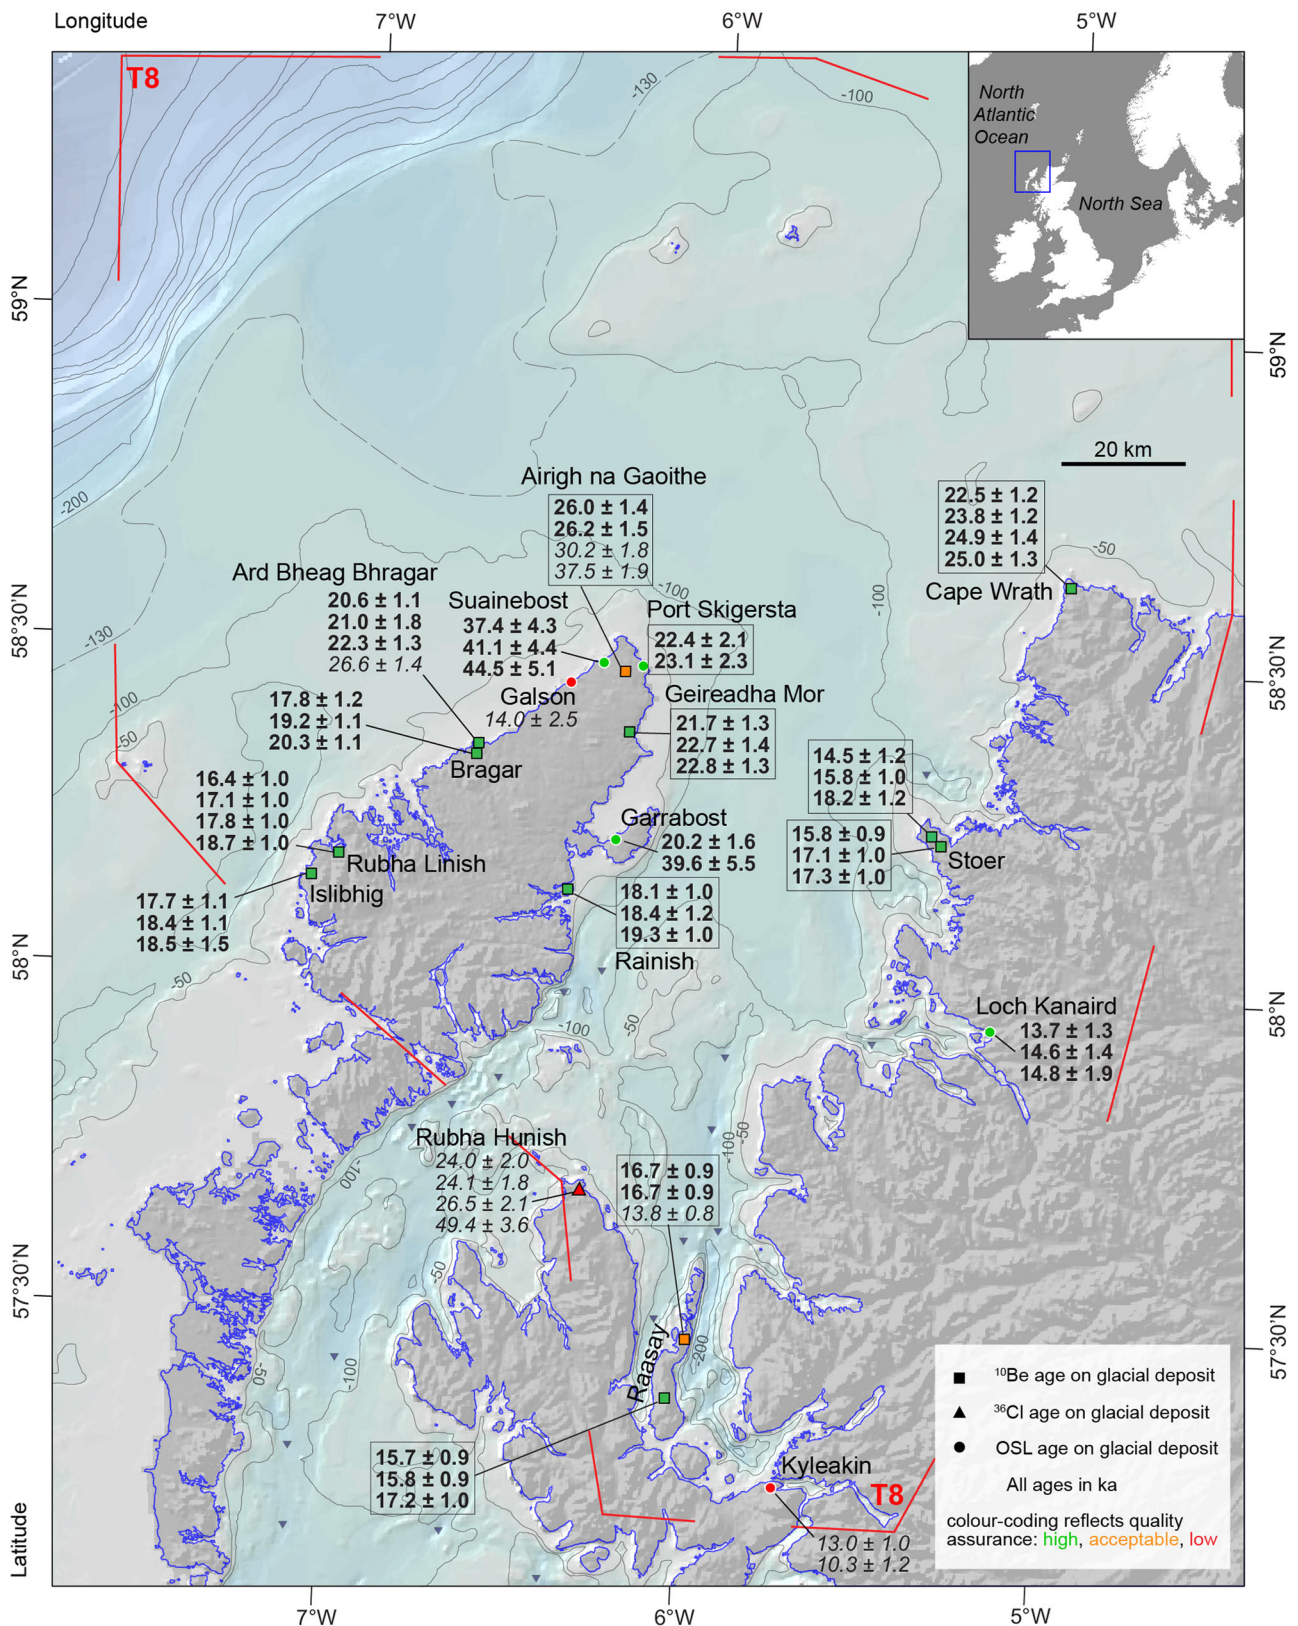 Longitude
7°W
6°W
5°W
T8
-130
-100
North
Atlantic
Ocean
North Sea
59°N
59°N
20 km
-200
Airigh na Gaoithe
26.0 ± 1.4
26.2 ± 1.5
30.2 ± 1.8
37.5 ± 1.9
22.5 ± 1.2
23.8 ± 1.2
24.9 ± 1.4
25.0 ± 1.3
-50
Cape Wrath
Ard Bheag Bhragar
20.6 ± 1.1
21.0 ± 1.8
22.3 ± 1.3
26.6 ± 1.4
Suainebost
37.4 ± 4.3
41.1 ± 4.4
44.5 ± 5.1
-100
-100
Port Skigersta
22.4 ± 2.1
23.1 ± 2.3
58°30'N
58°30'N
-130
Galson
14.0 ± 2.5
Geireadha Mor
21.7 ± 1.3
22.7 ± 1.4
22.8 ± 1.3
-100
-50
17.8 ± 1.2
19.2 ± 1.1
20.3 ± 1.1
Bragar
14.5 ± 1.2
15.8 ± 1.0
18.2 ± 1.2
16.4 ± 1.0
17.1 ± 1.0
17.8 ± 1.0
18.7 ± 1.0
Rubha Linish
Garrabost
20.2 ± 1.6
39.6 ± 5.5
15.8 ± 0.9
17.1 ± 1.0
17.3 ± 1.0
Stoer
Islibhig
17.7 ± 1.1
18.4 ± 1.1
18.5 ± 1.5
18.1 ± 1.0
18.4 ± 1.2
19.3 ± 1.0
Rainish
58°N
58°N
-50
-100
-50
Loch Kanaird
13.7 ± 1.3
14.6 ± 1.4
14.8 ± 1.9
Rubha Hunish
24.0 ± 2.0
24.1 ± 1.8
26.5 ± 2.1
49.4 ± 3.6
-100
16.7 ± 0.9
16.7 ± 0.9
13.8 ± 0.8
-100
-50
57°30'N
57°30'N
-50
-50
-100
Raasay
-200
15.7 ± 0.9
15.8 ± 0.9
17.2 ± 1.0
Kyleakin
T8
13.0 ± 1.0
10.3 ± 1.2
¹⁰Be age on glacial deposit
³⁶Cl age on glacial deposit
OSL age on glacial deposit
All ages in ka
colour-coding reflects quality
assurance: high, acceptable, low
Latitude
7°W
6°W
5°W